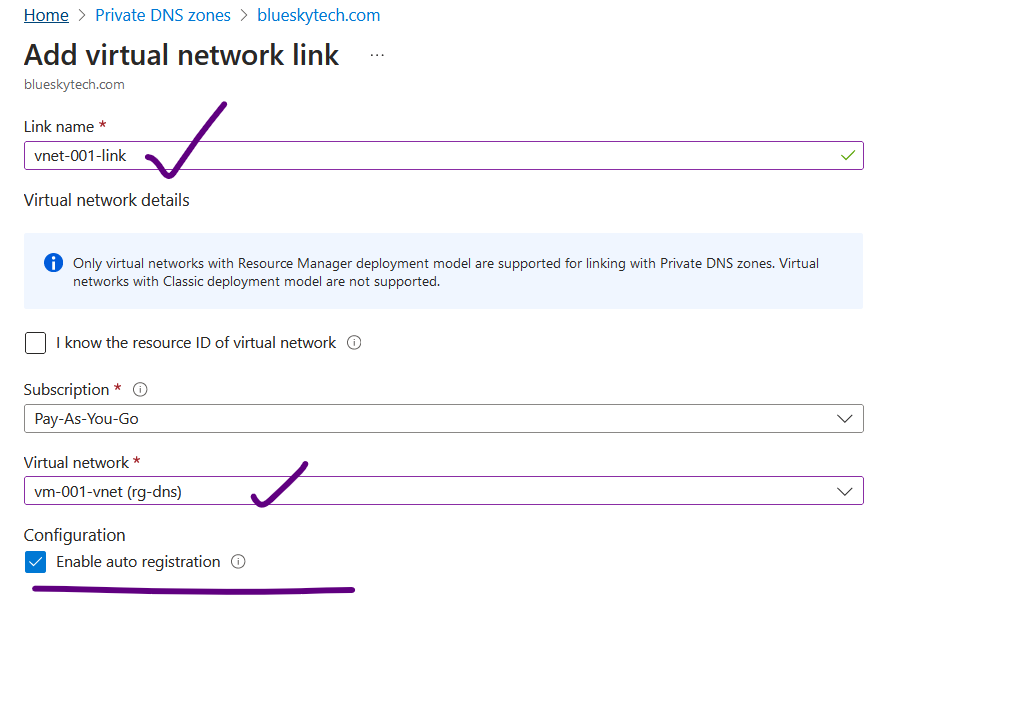 Home > Private DNS zones > blueskytech.com
Add virtual network link ...
blueskytech.com
Link name *
vnet-001-link
Virtual network details
Only virtual networks with Resource Manager deployment model are supported for linking with Private DNS zones. Virtual
networks with Classic deployment model are not supported.
I know the resource ID of virtual network
Subscription *
Pay-As-You-Go
Virtual network *
vm-001-vnet (rg-dns)
Configuration
Enable auto registration